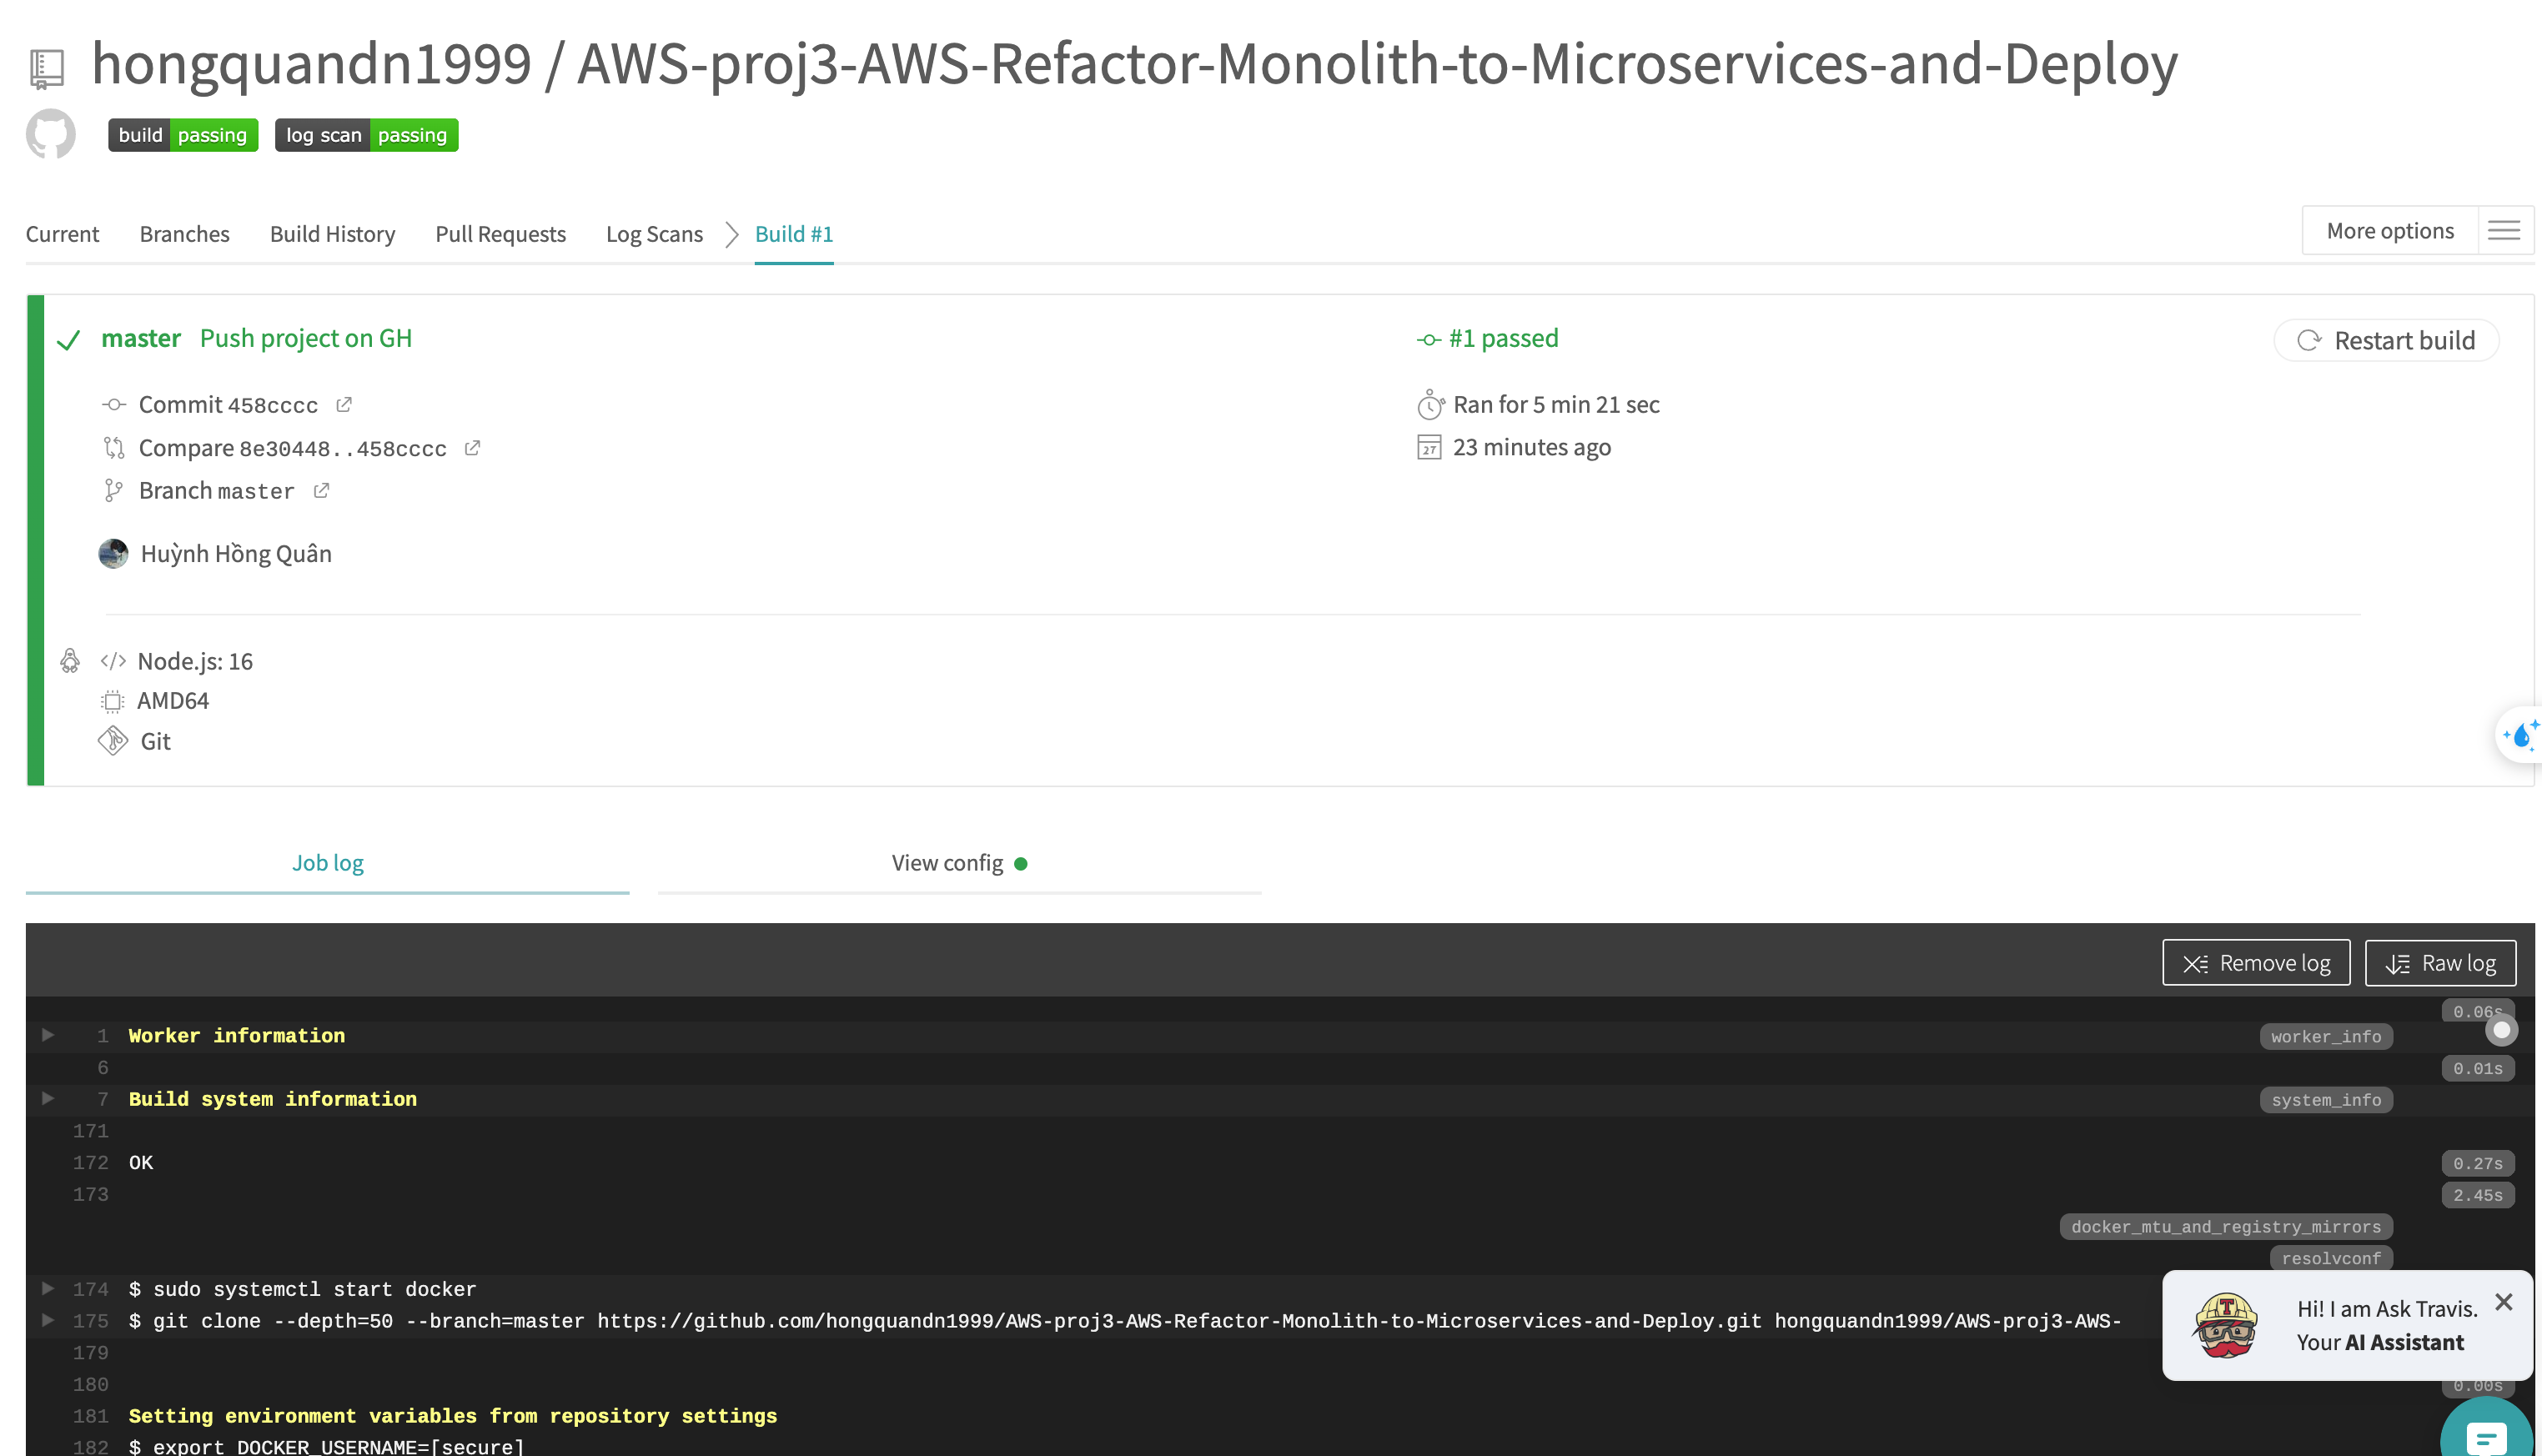 hongquandn1999 / AWS-proj3-AWS-Refactor-Monolith-to-Microservices-and-Deploy
build passing log scan passing
Current Branches Build History Pull Requests Log Scans Build #1 More options
master Push project on GH
Commit 458cccc
Compare 8e30448..458cccc
Branch master
Huỳnh Hồng Quân
#1 passed
Ran for 5 min 21 sec
27 23 minutes ago
Restart build
Node.js: 16
AMD64
Git
Job log View config
Remove log Raw log
0.06s
1 Worker information worker_info
6 0.01s
7 Build system information system_info
171
172 OK 0.27s
173 2.45s
docker_mtu_and_registry_mirrors
resolvconf
174 $ sudo systemctl start docker
175 $ git clone --depth=50 --branch=master https://github.com/hongquandn1999/AWS-proj3-AWS-Refactor-Monolith-to-Microservices-and-Deploy.git hongquandn1999/AWS-proj3-AWS-
179
180 0.00s
181 Setting environment variables from repository settings
182 $ export DOCKER_USERNAME=[secure]
T
Hi! I am Ask Travis.
Your AI Assistant